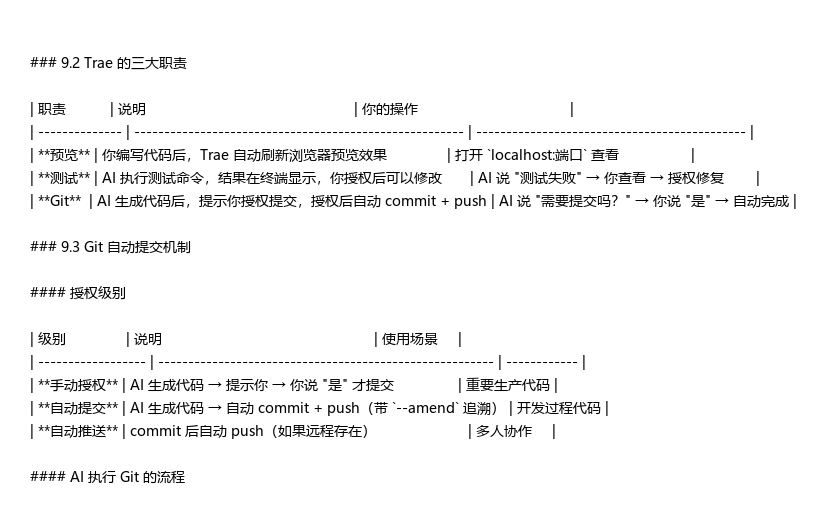 ### 9.2 Trae 的三大职责
| 职责 | 说明 | 你的操作 |
| -------------- | ------------------------------------------------------- | --------------------------------------------- |
| **预览** | 你编写代码后，Trae 自动刷新浏览器预览效果 | 打开 `localhost:端口` 查看 |
| **测试** | AI 执行测试命令，结果在终端显示，你授权后可以修改 | AI 说 "测试失败" → 你查看 → 授权修复 |
| **Git** | AI 生成代码后，提示你授权提交，授权后自动 commit + push | AI 说 "需要提交吗？" → 你说 "是" → 自动完成 |
### 9.3 Git 自动提交机制
#### 授权级别
| 级别 | 说明 | 使用场景 |
| ------------------ | -------------------------------------------------------- | ------------ |
| **手动授权** | AI 生成代码 → 提示你 → 你说 "是" 才提交 | 重要生产代码 |
| **自动提交** | AI 生成代码 → 自动 commit + push（带 `--amend` 追溯） | 开发过程代码 |
| **自动推送** | commit 后自动 push（如果远程存在） | 多人协作 |
#### AI 执行 Git 的流程